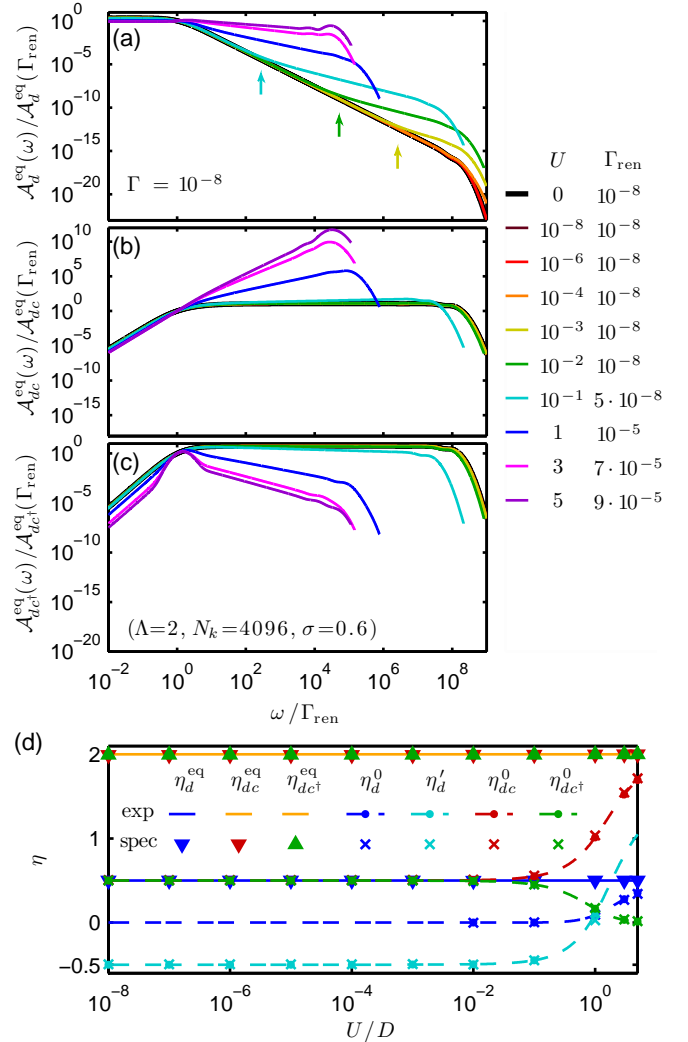 (a)
𝒜_d^eq(ω)/𝒜_d^eq(Γ_ren)
10^0
10^−5
10^−10
10^−15
10^−20
Γ = 10^−8
(b)
𝒜_dc^eq(ω)/𝒜_dc^eq(Γ_ren)
10^10
10^5
10^0
10^−5
10^−10
10^−15
(c)
𝒜_dc†^eq(ω)/𝒜_dc†^eq(Γ_ren)
10^0
10^−5
10^−10
10^−15
10^−20
(Λ=2, N_k=4096, σ=0.6)
10^−2 10^0 10^2 10^4 10^6 10^8
ω/Γ_ren
U Γ_ren
0 10^−8
10^−8 10^−8
10^−6 10^−8
10^−4 10^−8
10^−3 10^−8
10^−2 10^−8
10^−1 5·10^−8
1 10^−5
3 7·10^−5
5 9·10^−5
(d)
η
2
1
0
−0.5
η_d^eq η_dc^eq η_dc†^eq η_d^0 η_d′ η_dc^0 η_dc†^0
exp
spec
10^−8 10^−6 10^−4 10^−2 10^0
U/D